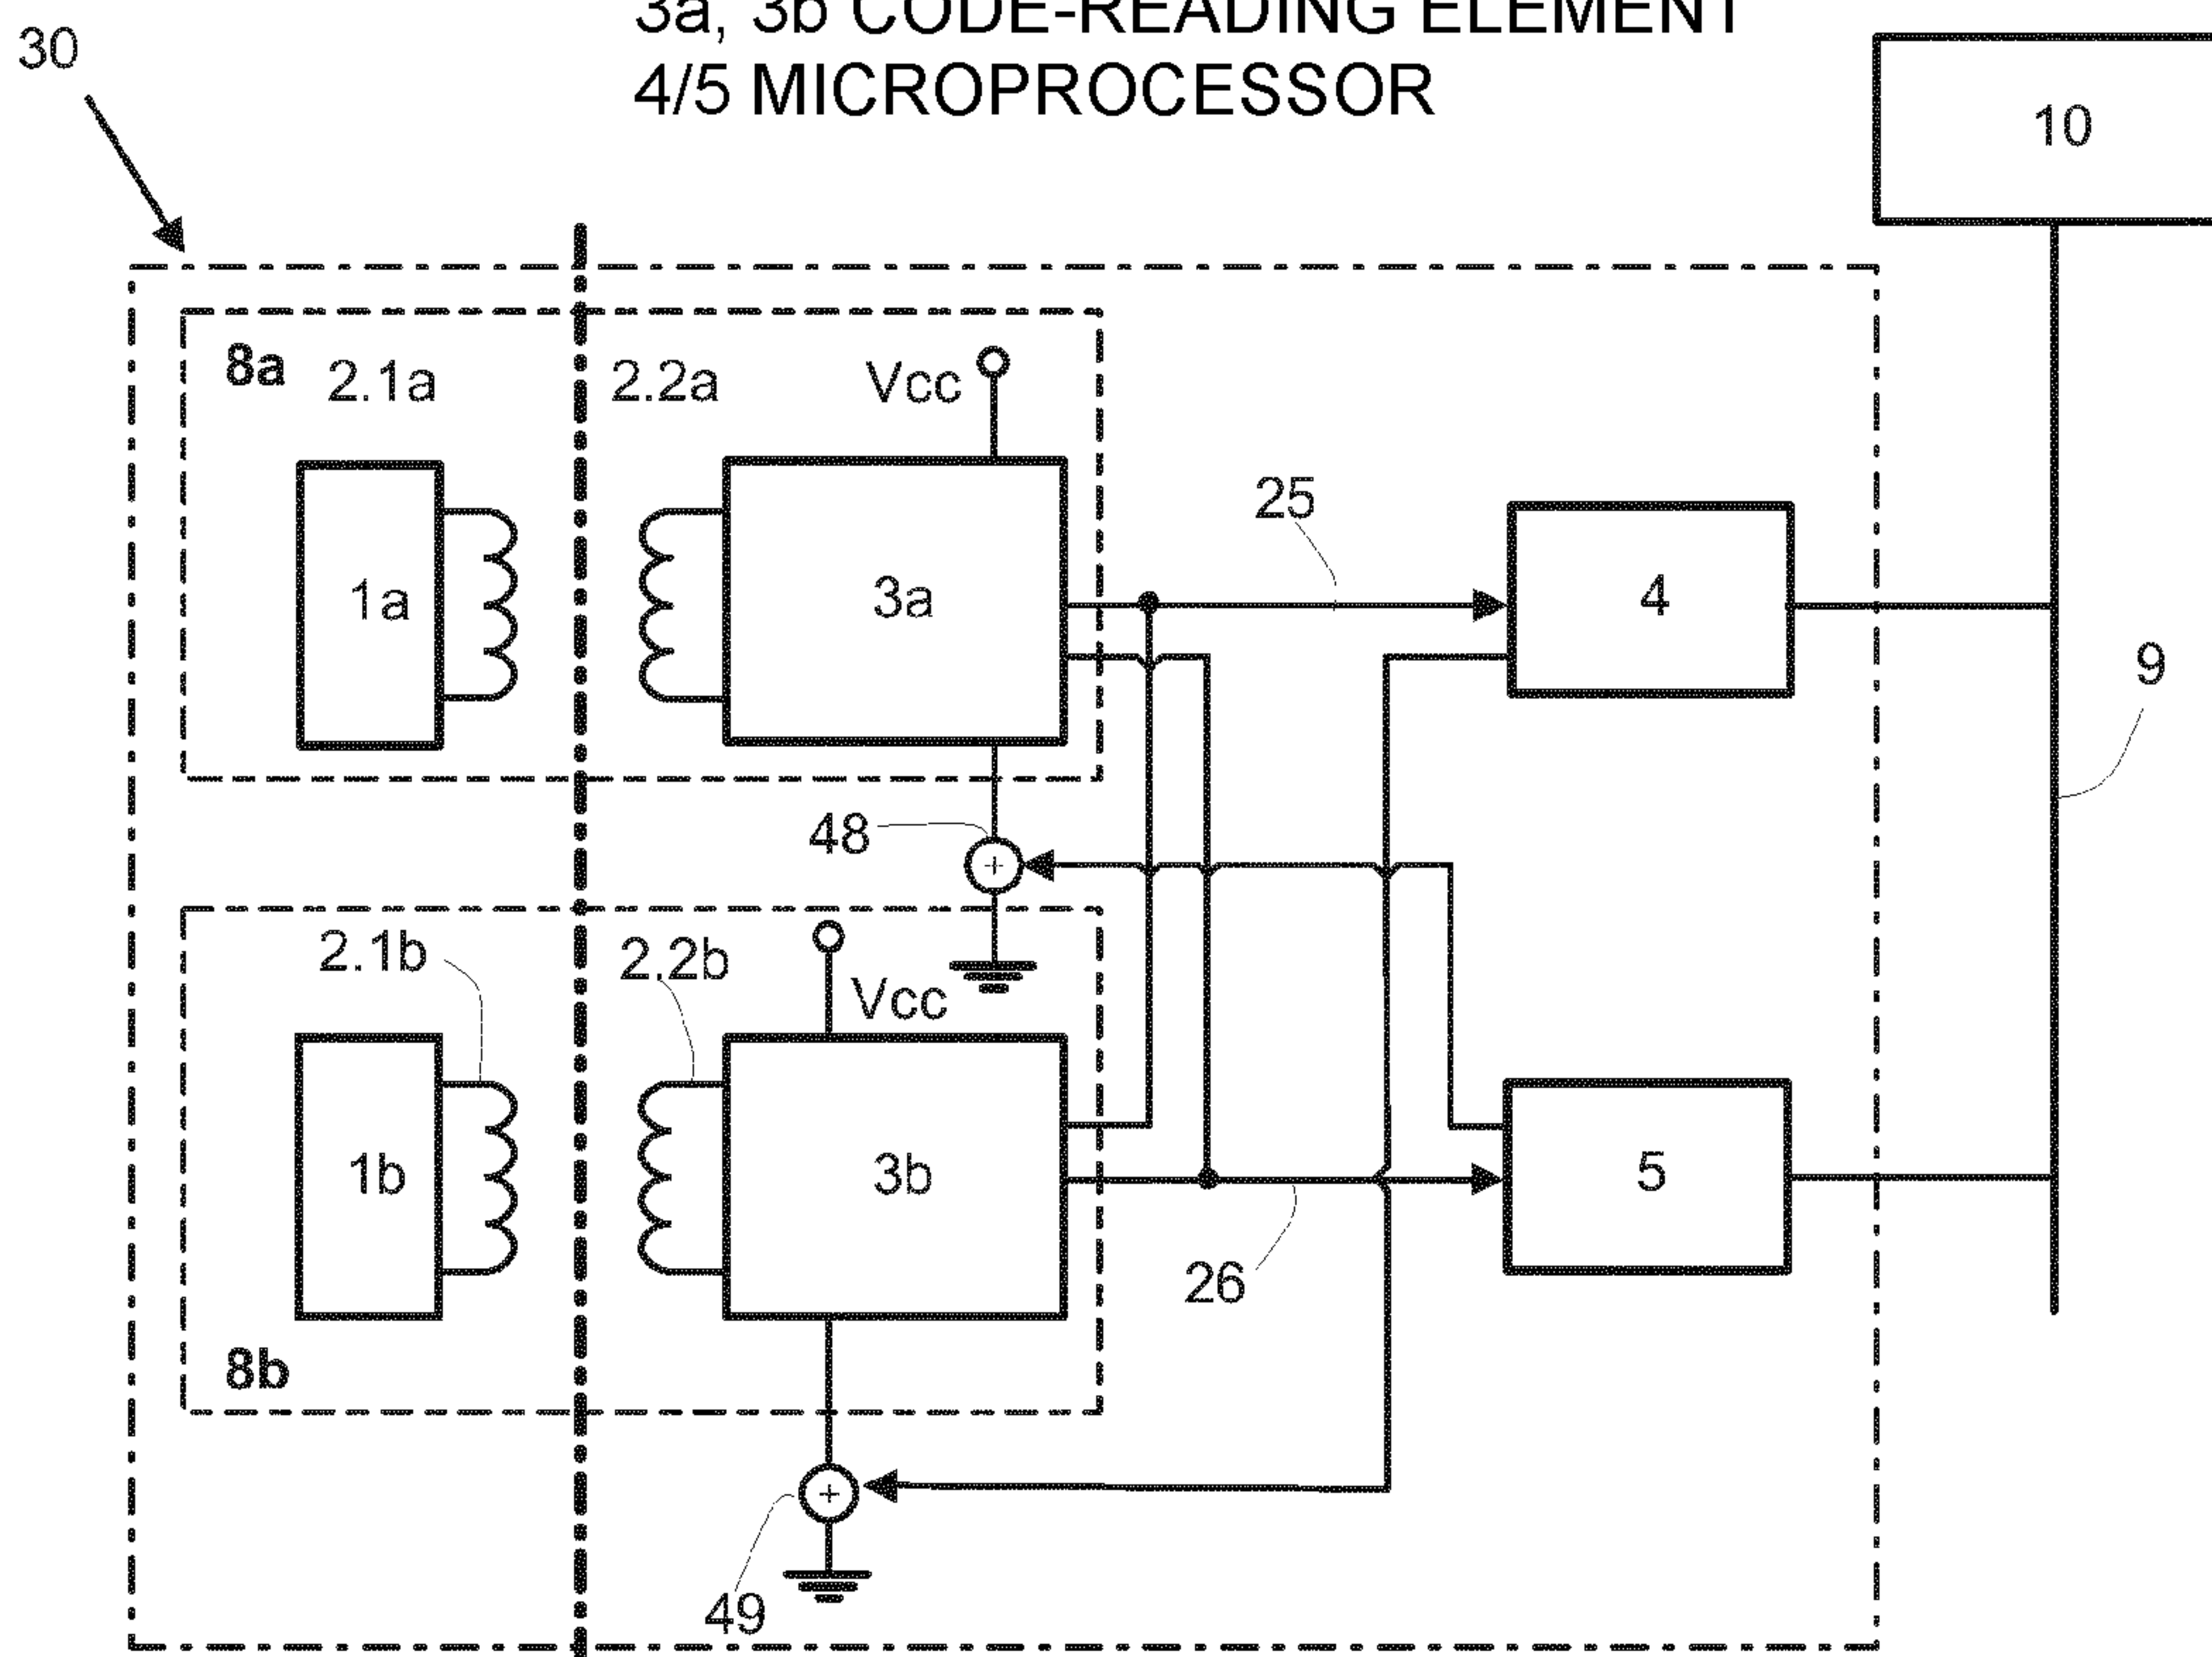 3a, 3b CODE-READING ELEMENT
4/5 MICROPROCESSOR
30
10
8a
2.1a
2.2a
Vcc
25
1a
3a
4
9
48
2.1b
2.2b
Vcc
1b
3b
5
26
8b
49